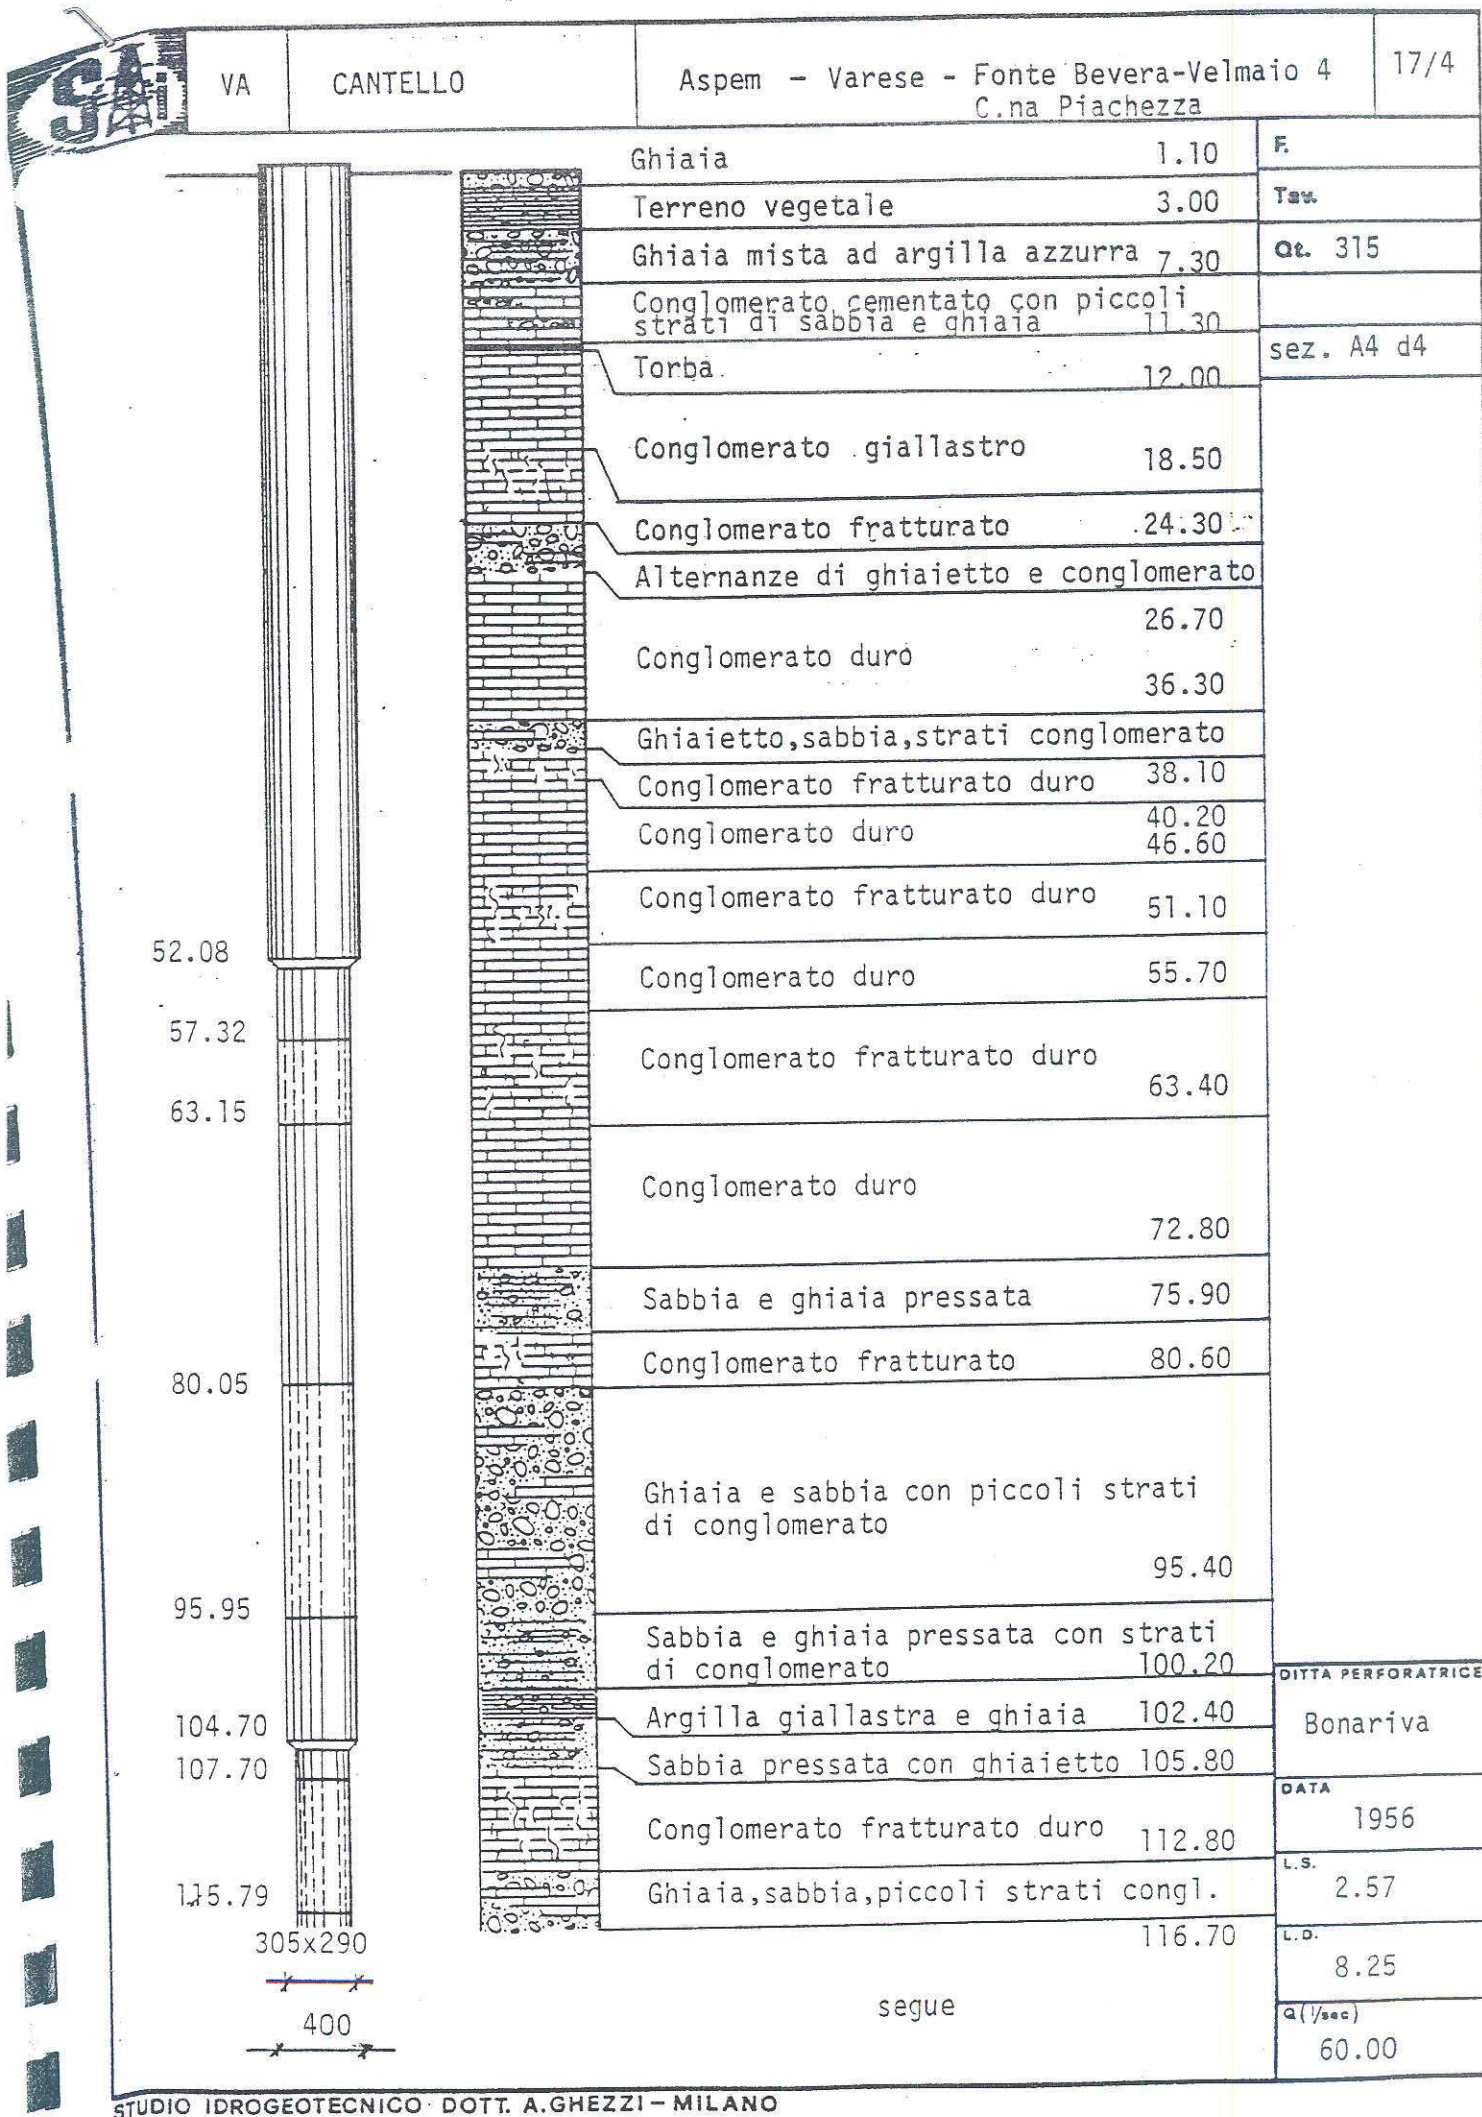 VA
CANTELLO
Aspem - Varese - Fonte Bevera-Velmaio 4
C.na Piachezza
17/4
Ghiaia 1.10
F.
Terreno vegetale 3.00
Tav.
Ghiaia mista ad argilla azzurra 7.30
Qt. 315
Conglomerato cementato con piccoli
strati di sabbia e ghiaia 11.30
sez. A4 d4
Torba 12.00
Conglomerato giallastro 18.50
Conglomerato fratturato 24.30
Alternanze di ghiaietto e conglomerato
26.70
Conglomerato duro
36.30
Ghiaietto,sabbia,strati conglomerato
38.10
Conglomerato fratturato duro
40.20
Conglomerato duro
46.60
Conglomerato fratturato duro 51.10
52.08
Conglomerato duro 55.70
57.32
Conglomerato fratturato duro
63.40
63.15
Conglomerato duro
72.80
Sabbia e ghiaia pressata 75.90
Conglomerato fratturato 80.60
80.05
Ghiaia e sabbia con piccoli strati
di conglomerato
95.40
95.95
Sabbia e ghiaia pressata con strati
di conglomerato 100.20
DITTA PERFORATRICE
Bonariva
Argilla giallastra e ghiaia 102.40
104.70
Sabbia pressata con ghiaietto 105.80
107.70
DATA
1956
Conglomerato fratturato duro 112.80
L.S.
2.57
115.79
Ghiaia,sabbia,piccoli strati congl.
116.70
L.D.
8.25
305x290
segue
400
Q (l/sec)
60.00
STUDIO IDROGEOTECNICO DOTT. A.GHEZZI - MILANO